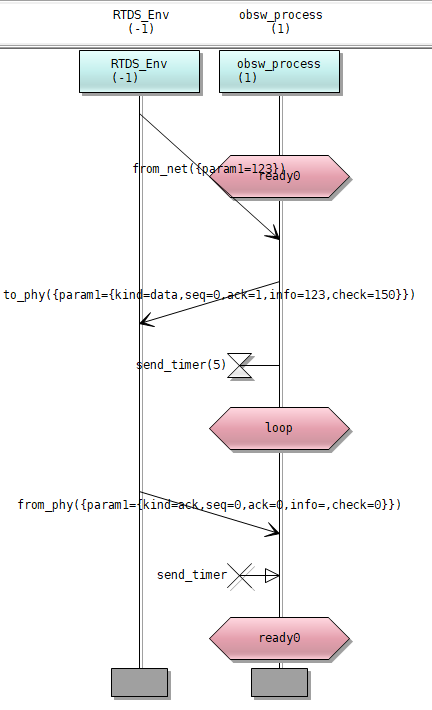 RTDS_Env obsw_process
(-1) (1)
RTDS_Env obsw_process
(-1) (1)
from_net({param1=123})
ready0
to_phy({param1={kind=data,seq=0,ack=1,info=123,check=150}})
send_timer(5)
loop
from_phy({param1={kind=ack,seq=0,ack=0,info=,check=0}})
send_timer
ready0